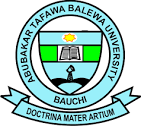 ABUBAKAR TAFAWA BALEWA UNIVERSITY
BAUCHI
DOCTRINA MATER ARTIUM